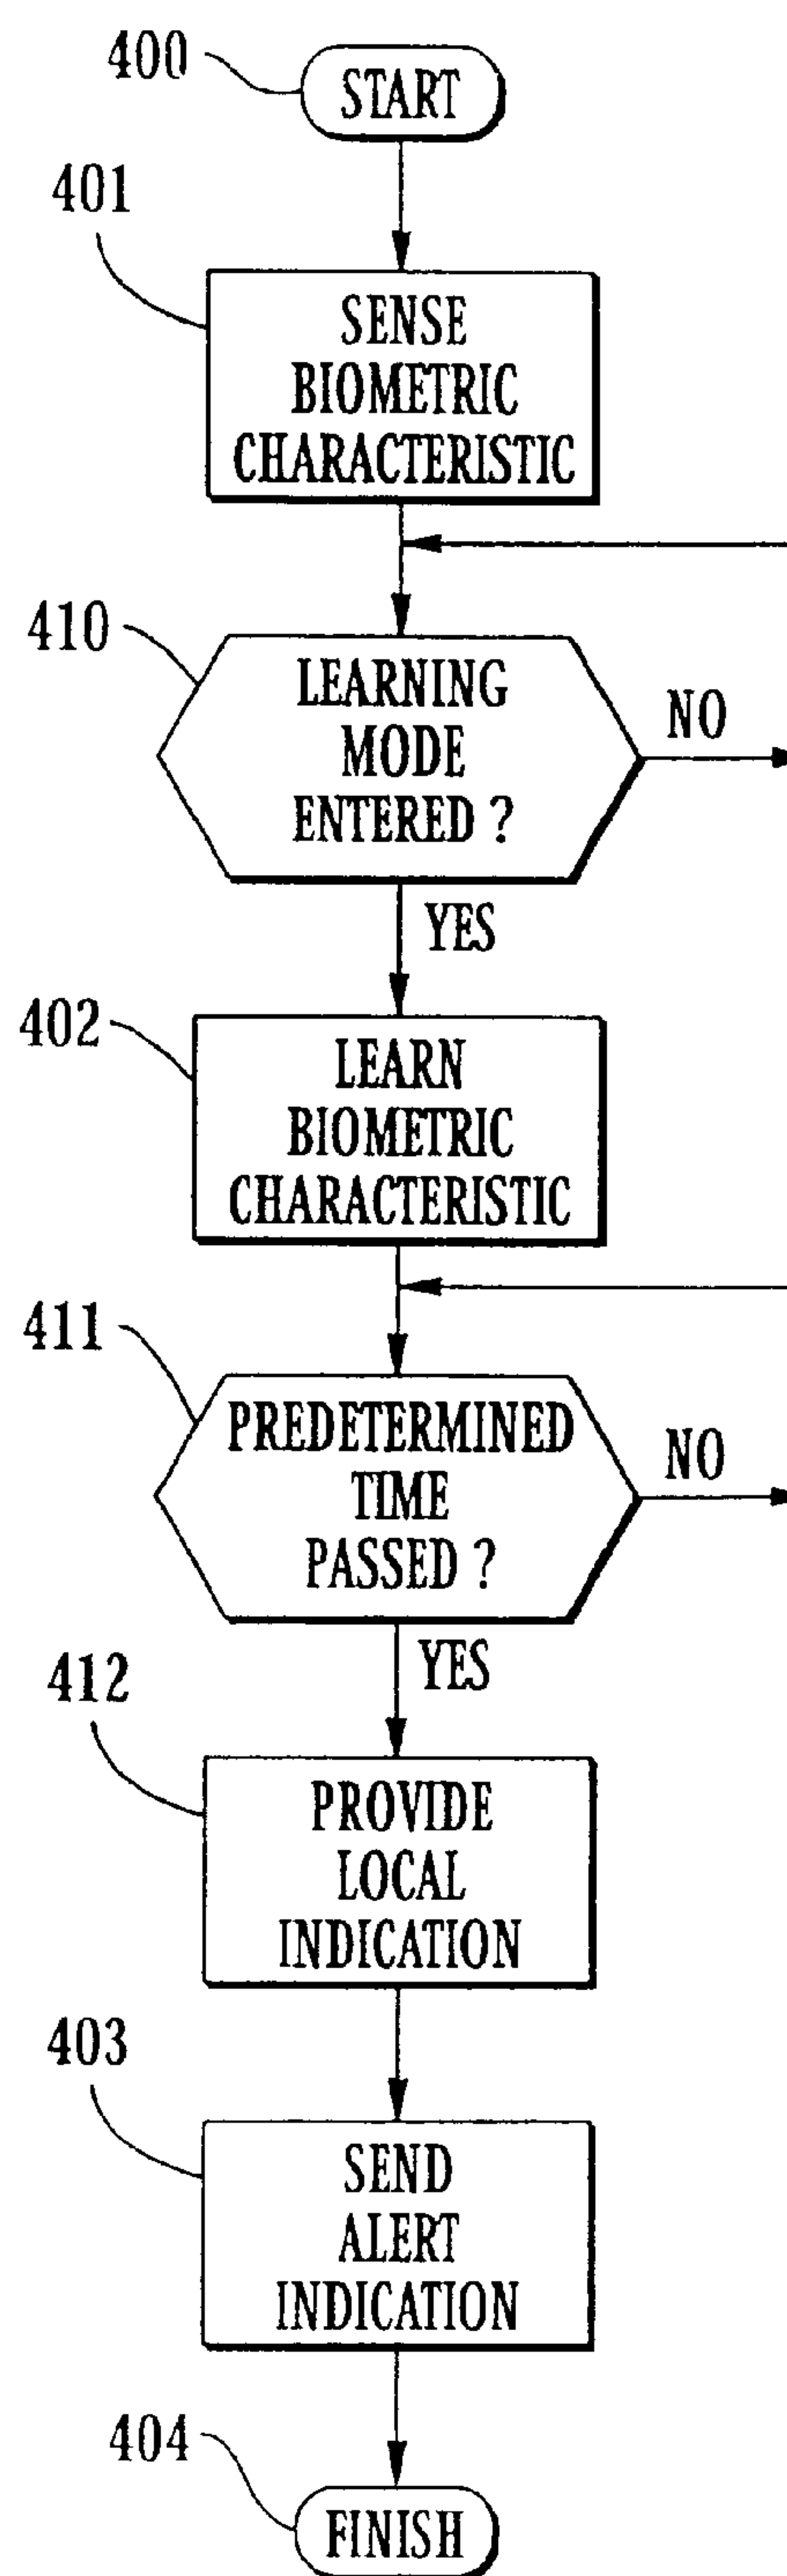 400
START
401
SENSE
BIOMETRIC
CHARACTERISTIC
410
LEARNING
MODE
ENTERED ?
NO
YES
402
LEARN
BIOMETRIC
CHARACTERISTIC
411
PREDETERMINED
TIME
PASSED ?
NO
YES
412
PROVIDE
LOCAL
INDICATION
403
SEND
ALERT
INDICATION
404
FINISH